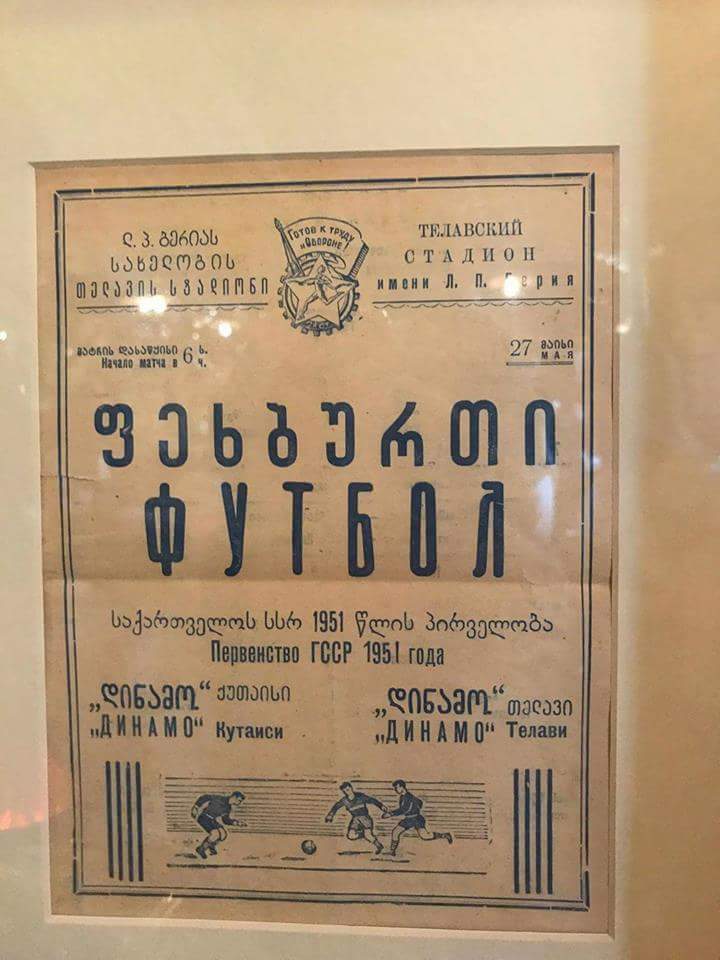 ლ. პ. ბერიას
სახელობის
თელავის სტადიონი
ГОТОВ К ТРУДУ
и ОБОРОНЕ!
ТЕЛАВСКИЙ
СТАДИОН
имени Л. П. Берия
მატჩის დასაწყისი 6 ს.
Начало матча в 6 ч.
27 მაისი
МАЯ
ფეხბურთი
ФУТБОЛ
საქართველოს სსრ 1951 წლის პირველობა
Первенство ГССР 1951 года
„დინამო“ ქუთაისი
„ДИНАМО“ Кутаиси
„დინამო“ თელავი
„ДИНАМО“ Телави